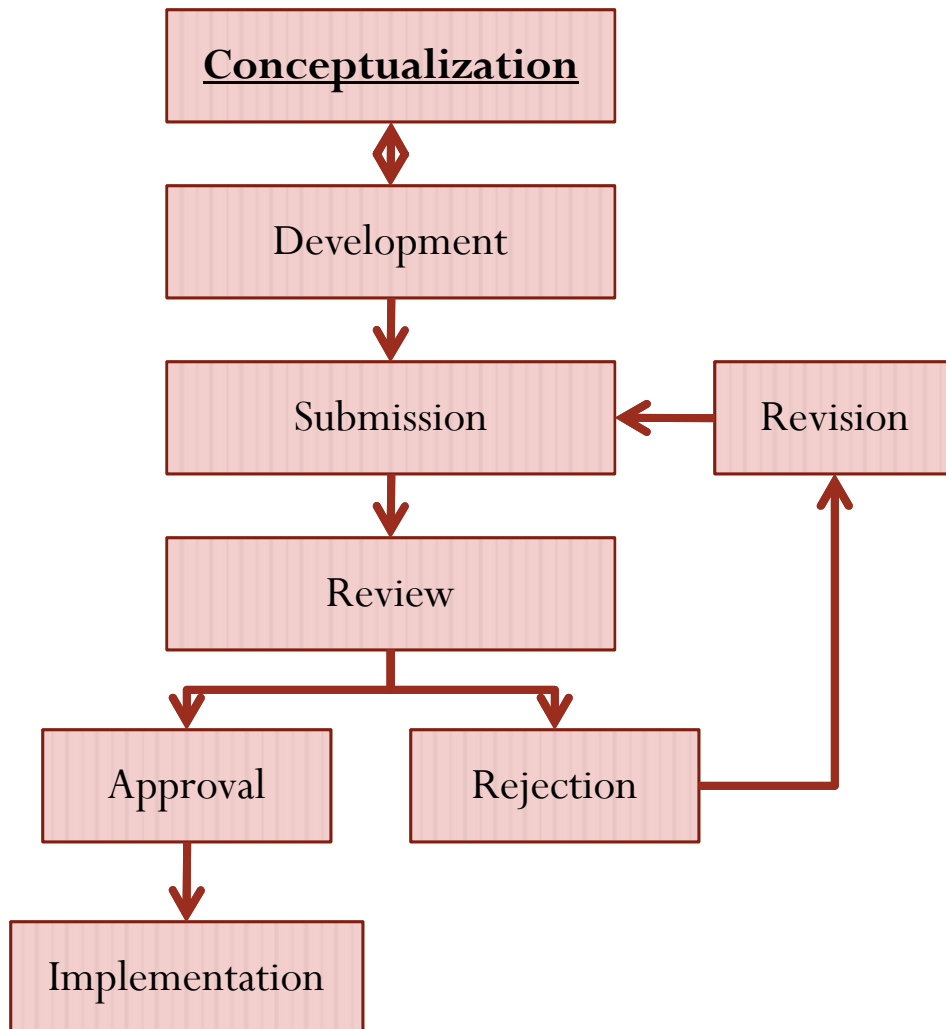 Conceptualization
Development
Submission
Revision
Review
Approval
Rejection
Implementation